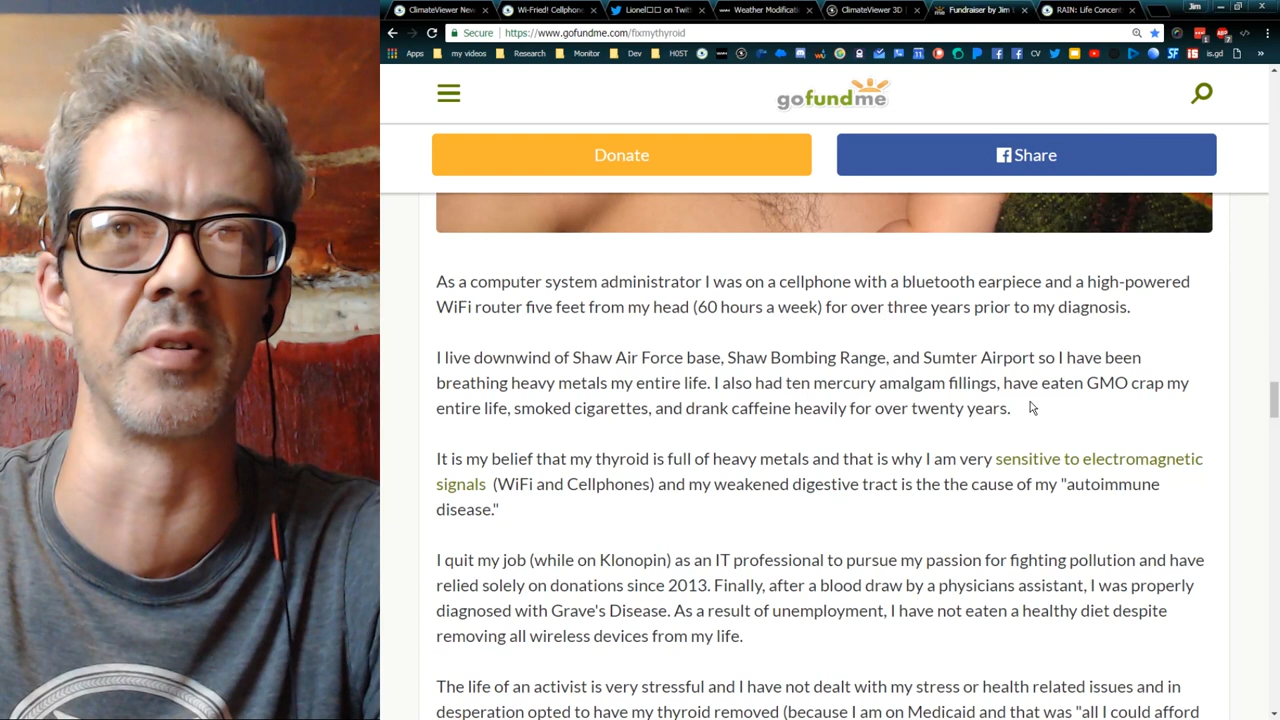 ClimateViewer New
Wi-Fried! Cellphon
Lionel
on Twit
Weather Modificati
ClimateViewer 3D
Fundraiser by Jim
RAIN: Life Concen
Jim
Secure
https://www.gofundme.com/fixmythyroid
Apps
my videos
Research
Mondume
Dev
H0ST
CV
is.gd
gofundme
Donate
Share
As a computer system administrator I was on a cellphone with a bluetooth earpiece and a high-powered
WiFi router five feet from my head (60 hours a week) for over three years prior to my diagnosis.
I live downwind of Shaw Air Force base, Shaw Bombing Range, and Sumter Airport so I have been
breathing heavy metals my entire life. I also had ten mercury amalgam fillings, have eaten GMO crap my
entire life, smoked cigarettes, and drank caffeine heavily for over twenty years.
It is my belief that my thyroid is full of heavy metals and that is why I am very sensitive to electromagnetic
signals (WiFi and Cellphones) and my weakened digestive tract is the the cause of my "autoimmune
disease."
I quit my job (while on Klonopin) as an IT professional to pursue my passion for fighting pollution and have
relied solely on donations since 2013. Finally, after a blood draw by a physicians assistant, I was properly
diagnosed with Grave's Disease. As a result of unemployment, I have not eaten a healthy diet despite
removing all wireless devices from my life.
The life of an activist is very stressful and I have not dealt with my stress or health related issues and in
desperation opted to have my thyroid removed (because I am on Medicaid and that was "all I could afford